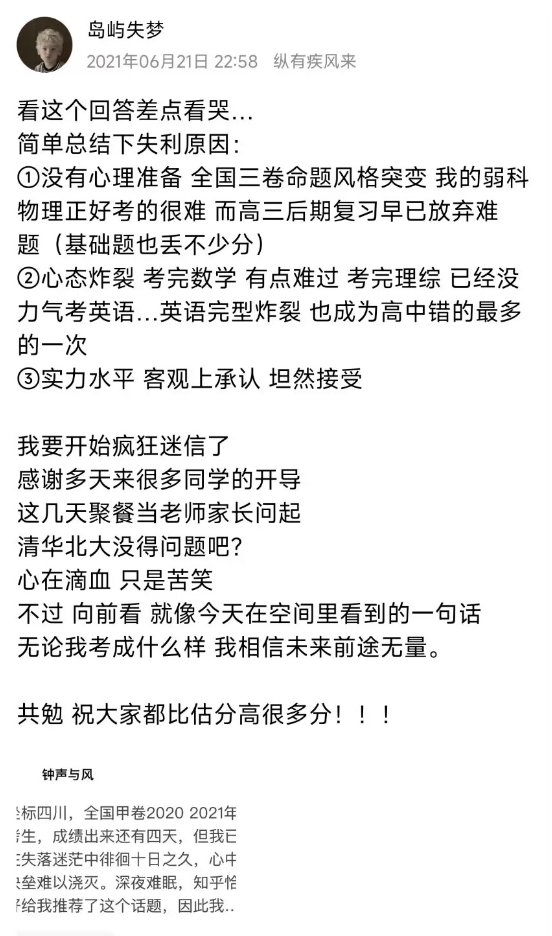 岛屿失梦
2021年06月21日 22:58 纵有疾风来
看这个回答差点看哭...
简单总结下失利原因：
①没有心理准备 全国三卷命题风格突变 我的弱科
物理正好考的很难 而高三后期复习早已放弃难
题（基础题也丢不少分）
②心态炸裂 考完数学 有点难过 考完理综 已经没
力气考英语...英语完型炸裂 也成为高中错的最多
的一次
③实力水平 客观上承认 坦然接受
我要开始疯狂迷信了
感谢多天来很多同学的开导
这几天聚餐当老师家长问起
清华北大没得问题吧？
心在滴血 只是苦笑
不过 向前看 就像今天在空间里看到的一句话
无论我考成什么样 我相信未来前途无量。
共勉 祝大家都比估分高很多分！！！
钟声与风
标四川，全国甲卷2020 2021年
生，成绩出来还有四天，但我已
失落迷茫中徘徊十日之久，心中
垒难以浇灭。深夜难眠，知乎恰
给我推荐了这个话题，因此我...